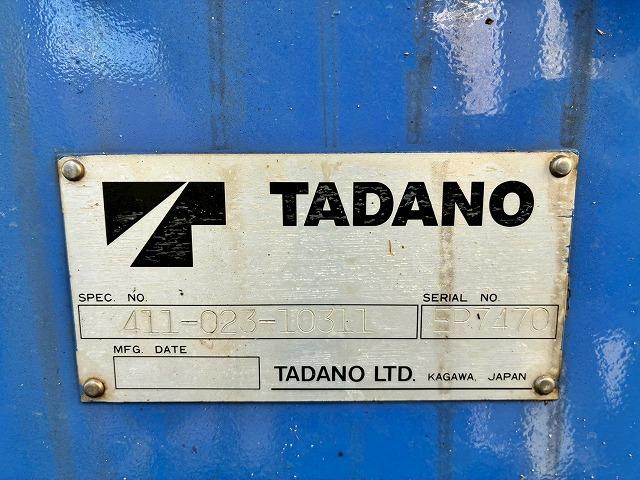 TADANO
SPEC. NO. SERIAL NO.
411-023-10311 EP7470
MFG. DATE
TADANO LTD. KAGAWA, JAPAN